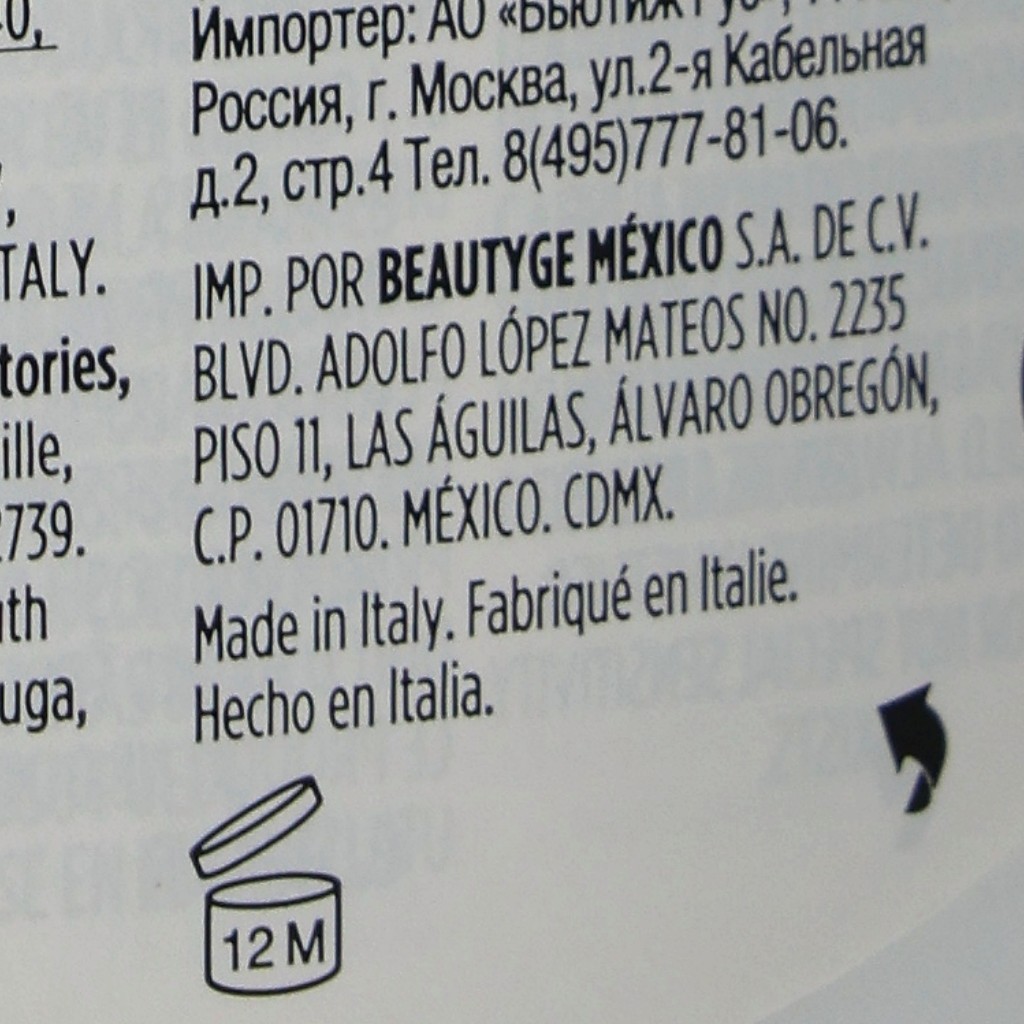 0,
Импортер: АО
Россия, г. Москва, ул.2-я Кабельная
д.2, стр.4 Тел. 8(495)777-81-06.
TALY.
IMP. POR BEAUTYGE MÉXICO S.A. DE C.V.
tories,
BLVD. ADOLFO LÓPEZ MATEOS NO. 2235
ille,
PISO 11, LAS ÁGUILAS, ÁLVARO OBREGÓN,
739.
C.P. 01710. MÉXICO. CDMX.
uth
Made in Italy. Fabriqué en Italie.
uga,
Hecho en Italia.
12 M